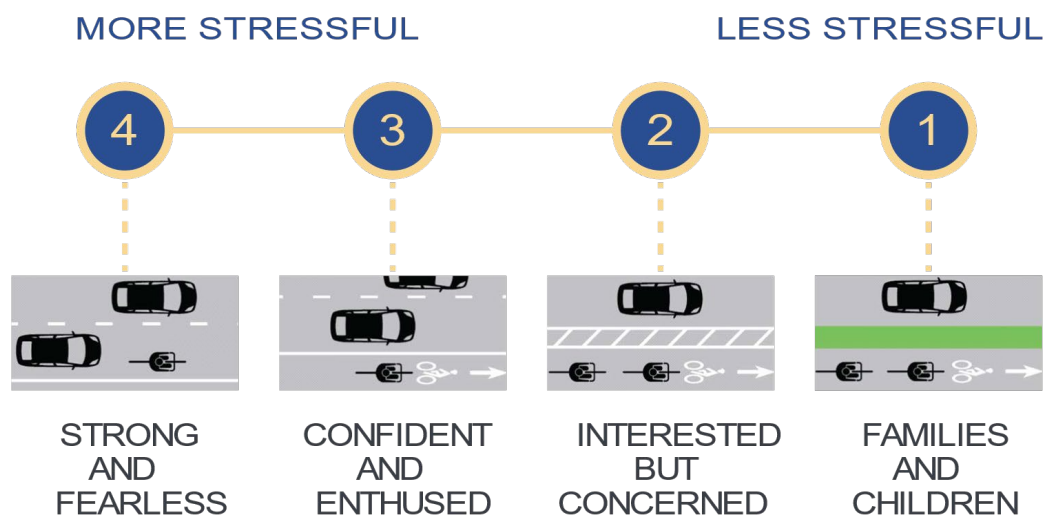 MORE STRESSFUL
LESS STRESSFUL
4
3
2
1
STRONG
AND
FEARLESS
CONFIDENT
AND
ENTHUSED
INTERESTED
BUT
CONCERNED
FAMILIES
AND
CHILDREN